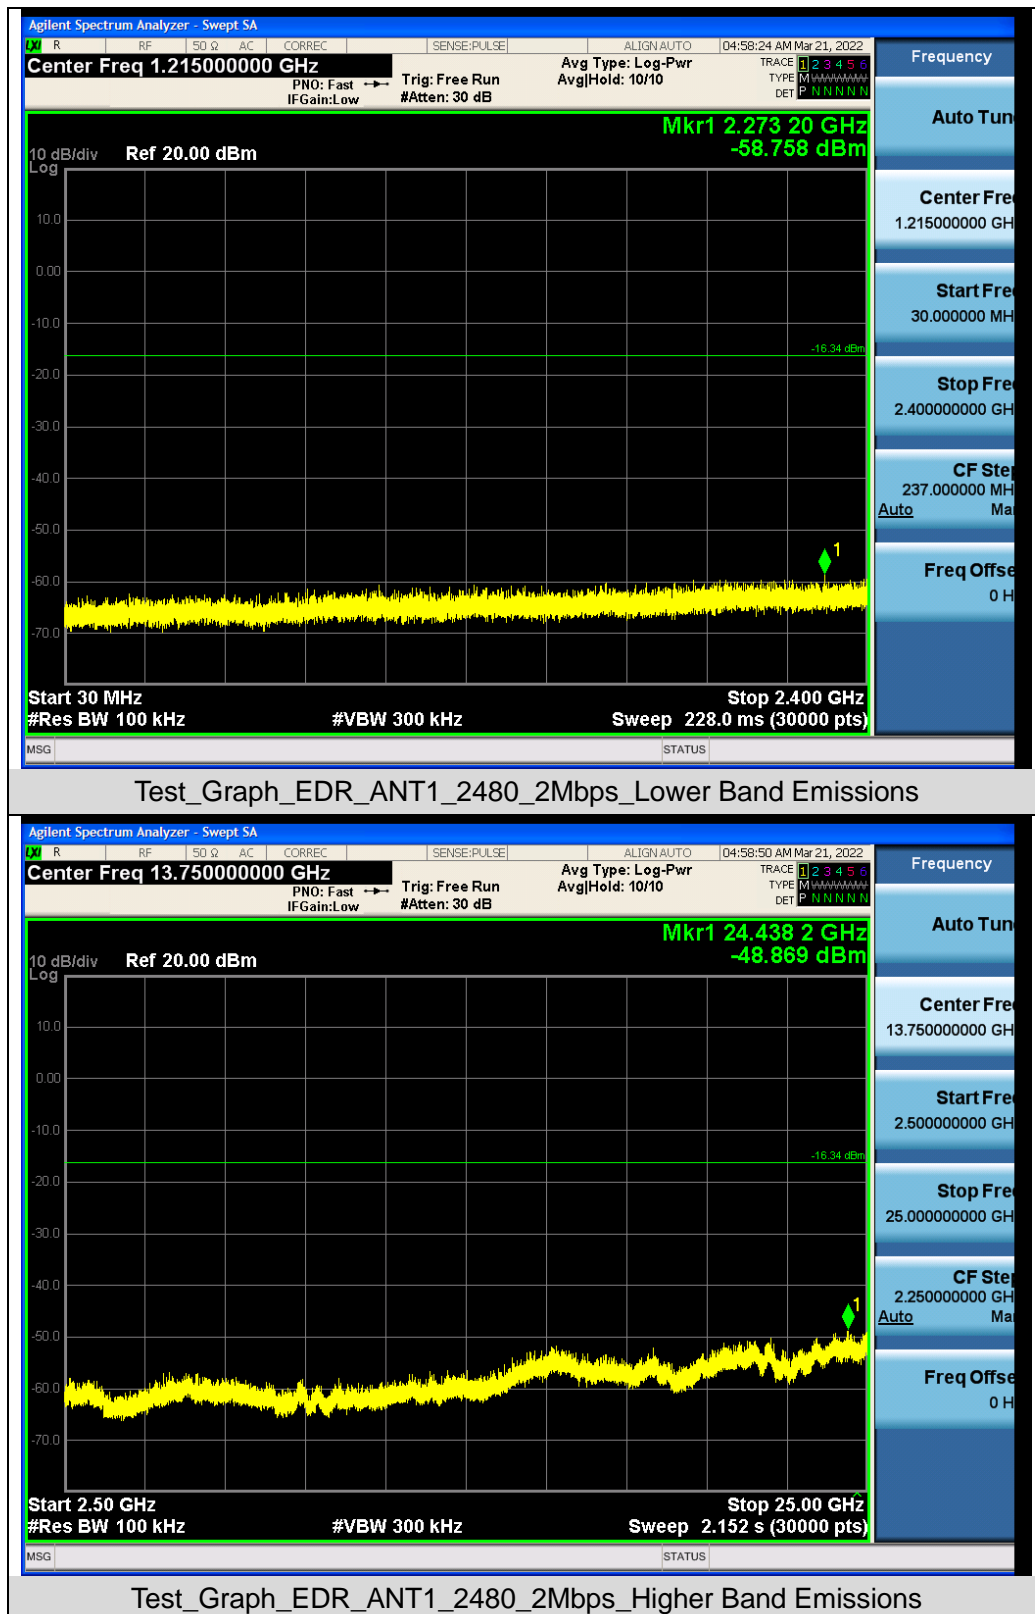 Agilent Spectrum Analyzer - Swept SA
LXI R RF 50 Ω AC CORREC SENSE:PULSE ALIGN AUTO 04:58:24 AM Mar 21, 2022
Center Freq 1.215000000 GHz
PNO: Fast
IFGain:Low
Trig: Free Run
#Atten: 30 dB
Avg Type: Log-Pwr
Avg|Hold: 10/10
TRACE 1 2 3 4 5 6
TYPE M
DET P N N N N N
Mkr1 2.273 20 GHz
-58.758 dBm
10 dB/div Ref 20.00 dBm
Log
10.0
0.00
-10.0
-16.34 dBm
-20.0
-30.0
-40.0
-50.0
1
-60.0
-70.0
Start 30 MHz Stop 2.400 GHz
#Res BW 100 kHz #VBW 300 kHz Sweep 228.0 ms (30000 pts)
MSG STATUS
Frequency
Auto Tun
Center Fre
1.215000000 GH
Start Fre
30.000000 MH
Stop Fre
2.400000000 GH
CF Ste
237.000000 MH
Auto Ma
Freq Offse
0 H
Test_Graph_EDR_ANT1_2480_2Mbps_Lower Band Emissions
Agilent Spectrum Analyzer - Swept SA
LXI R RF 50 Ω AC CORREC SENSE:PULSE ALIGN AUTO 04:58:50 AM Mar 21, 2022
Center Freq 13.750000000 GHz
PNO: Fast
IFGain:Low
Trig: Free Run
#Atten: 30 dB
Avg Type: Log-Pwr
Avg|Hold: 10/10
TRACE 1 2 3 4 5 6
TYPE M
DET P N N N N N
Mkr1 24.438 2 GHz
-48.869 dBm
10 dB/div Ref 20.00 dBm
Log
10.0
0.00
-10.0
-16.34 dBm
-20.0
-30.0
-40.0
1
-50.0
-60.0
-70.0
Start 2.50 GHz Stop 25.00 GHz
#Res BW 100 kHz #VBW 300 kHz Sweep 2.152 s (30000 pts)
MSG STATUS
Frequency
Auto Tun
Center Fre
13.750000000 GH
Start Fre
2.500000000 GH
Stop Fre
25.000000000 GH
CF Ste
2.250000000 GH
Auto Ma
Freq Offse
0 H
Test_Graph_EDR_ANT1_2480_2Mbps_Higher Band Emissions